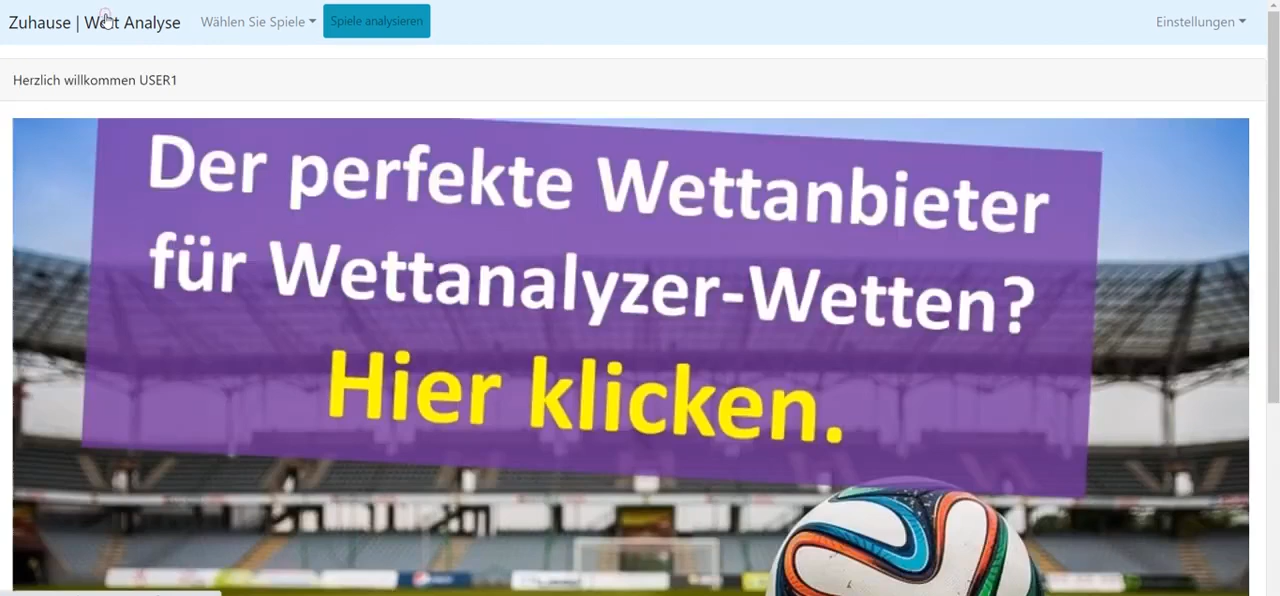 Zuhause | Wett Analyse Wählen Sie Spiele Spiele analysieren Einstellungen
Herzlich willkommen USER1
Der perfekte Wettanbieter
für Wettanalyzer-Wetten?
Hier klicken.